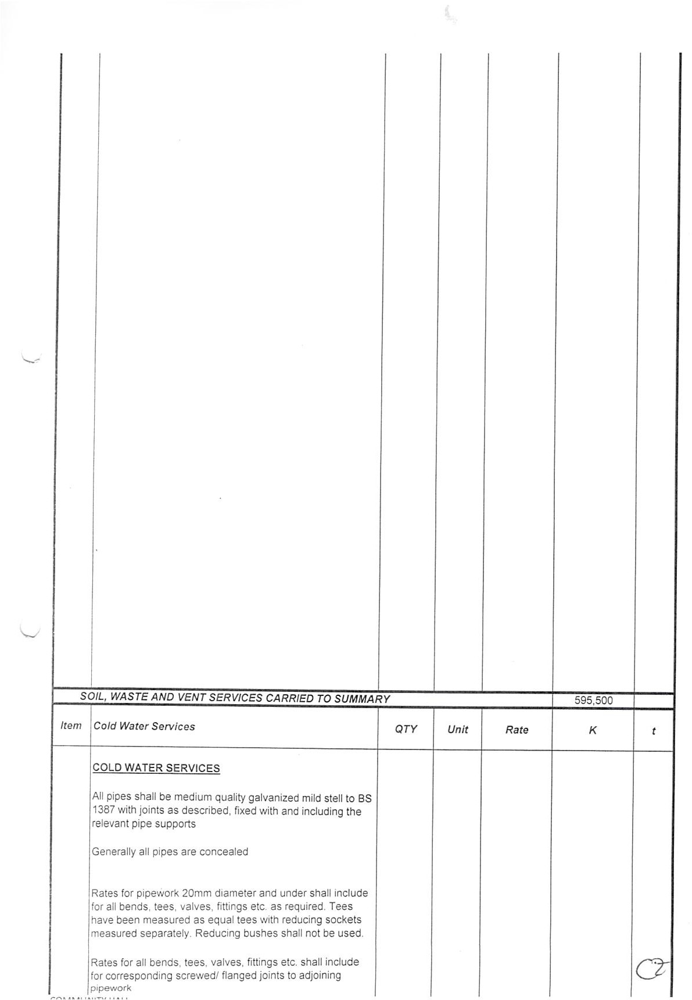 SOIL, WASTE AND VENT SERVICES CARRIED TO SUMMARY 595,500
Item Cold Water Services QTY Unit Rate K t
COLD WATER SERVICES
All pipes shall be medium quality galvanized mild stell to BS
1387 with joints as described, fixed with and including the
relevant pipe supports
Generally all pipes are concealed
Rates for pipework 20mm diameter and under shall include
for all bends, tees, valves, fittings etc. as required. Tees
have been measured as equal tees with reducing sockets
measured separately. Reducing bushes shall not be used.
Rates for all bends, tees, valves, fittings etc. shall include
for corresponding screwed/ flanged joints to adjoining
pipework
COMMUNITY HALL